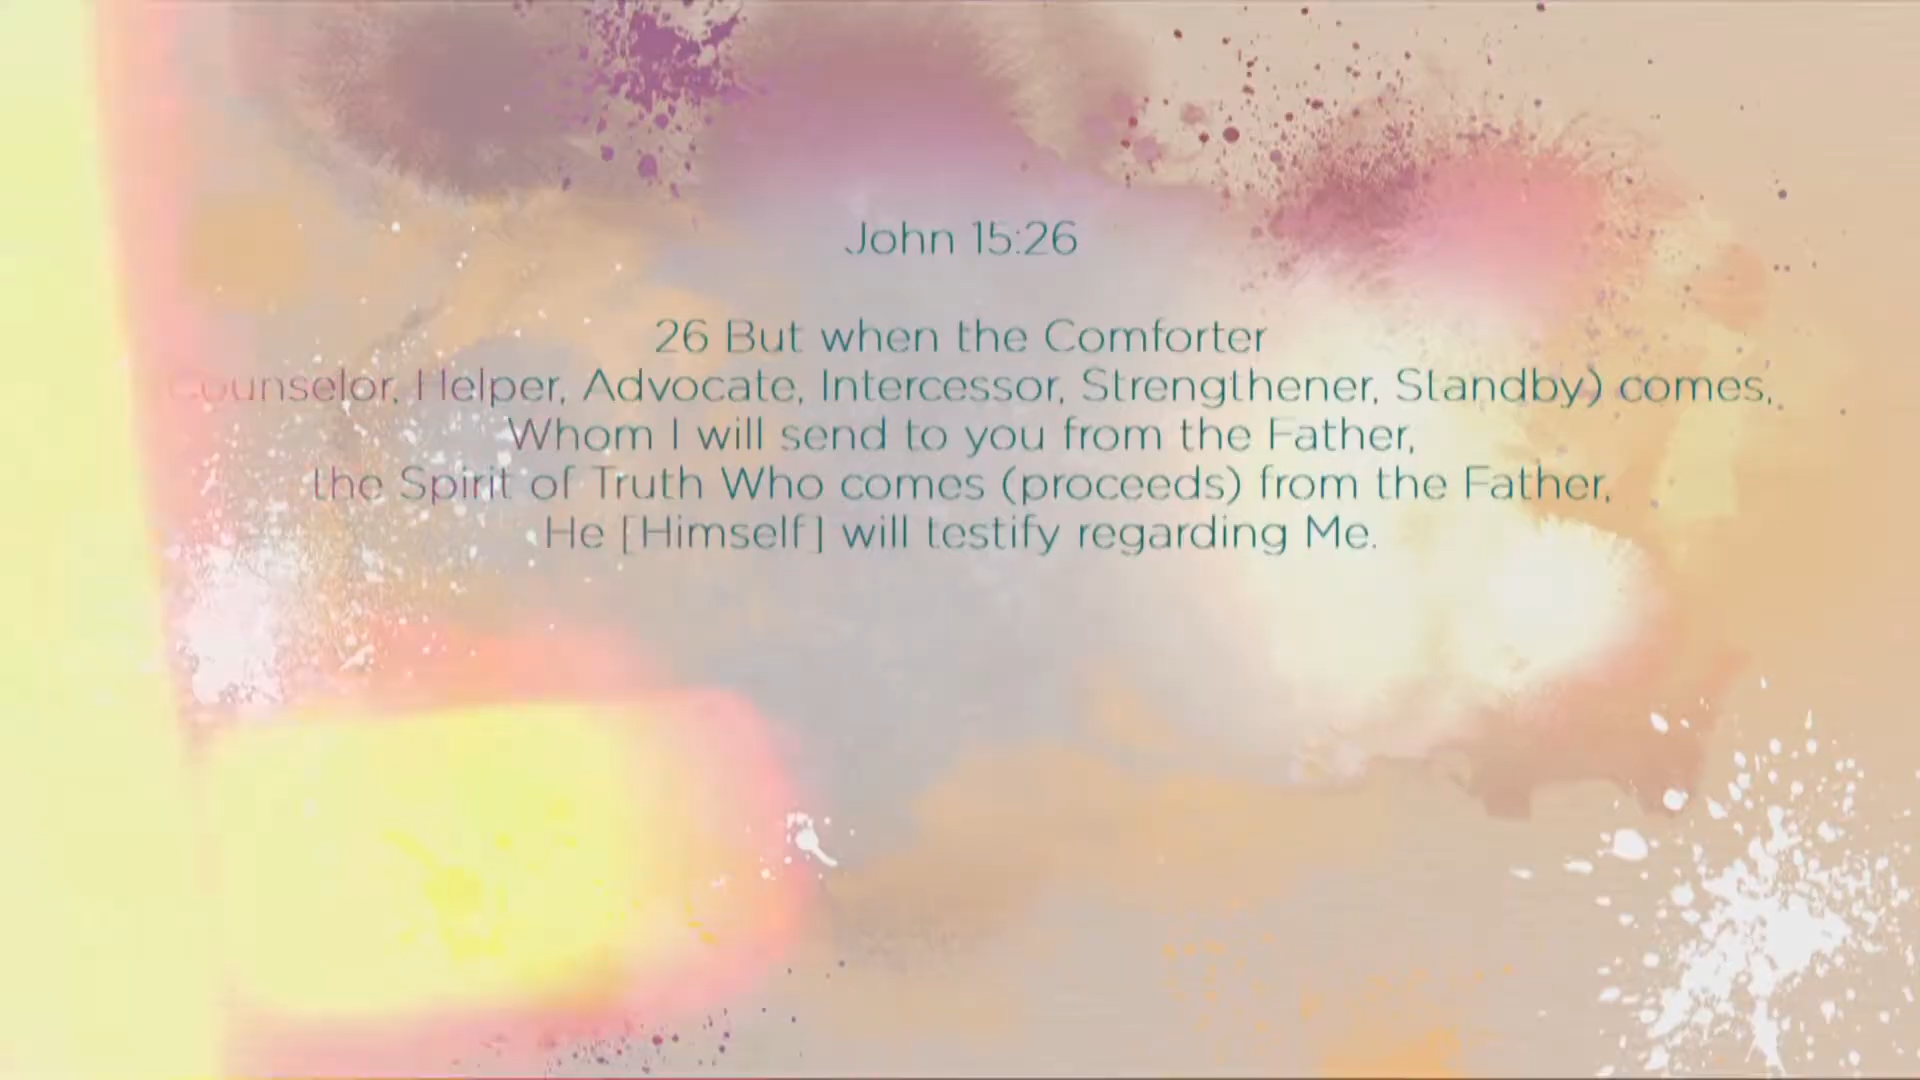 John 15:26
26 But when the Comforter
Counselor, Helper, Advocate, Intercessor, Strengthener, Standby) comes,
Whom I will send to you from the Father,
the Spirit of Truth Who comes (proceeds) from the Father,
He [Himself] will testify regarding Me.